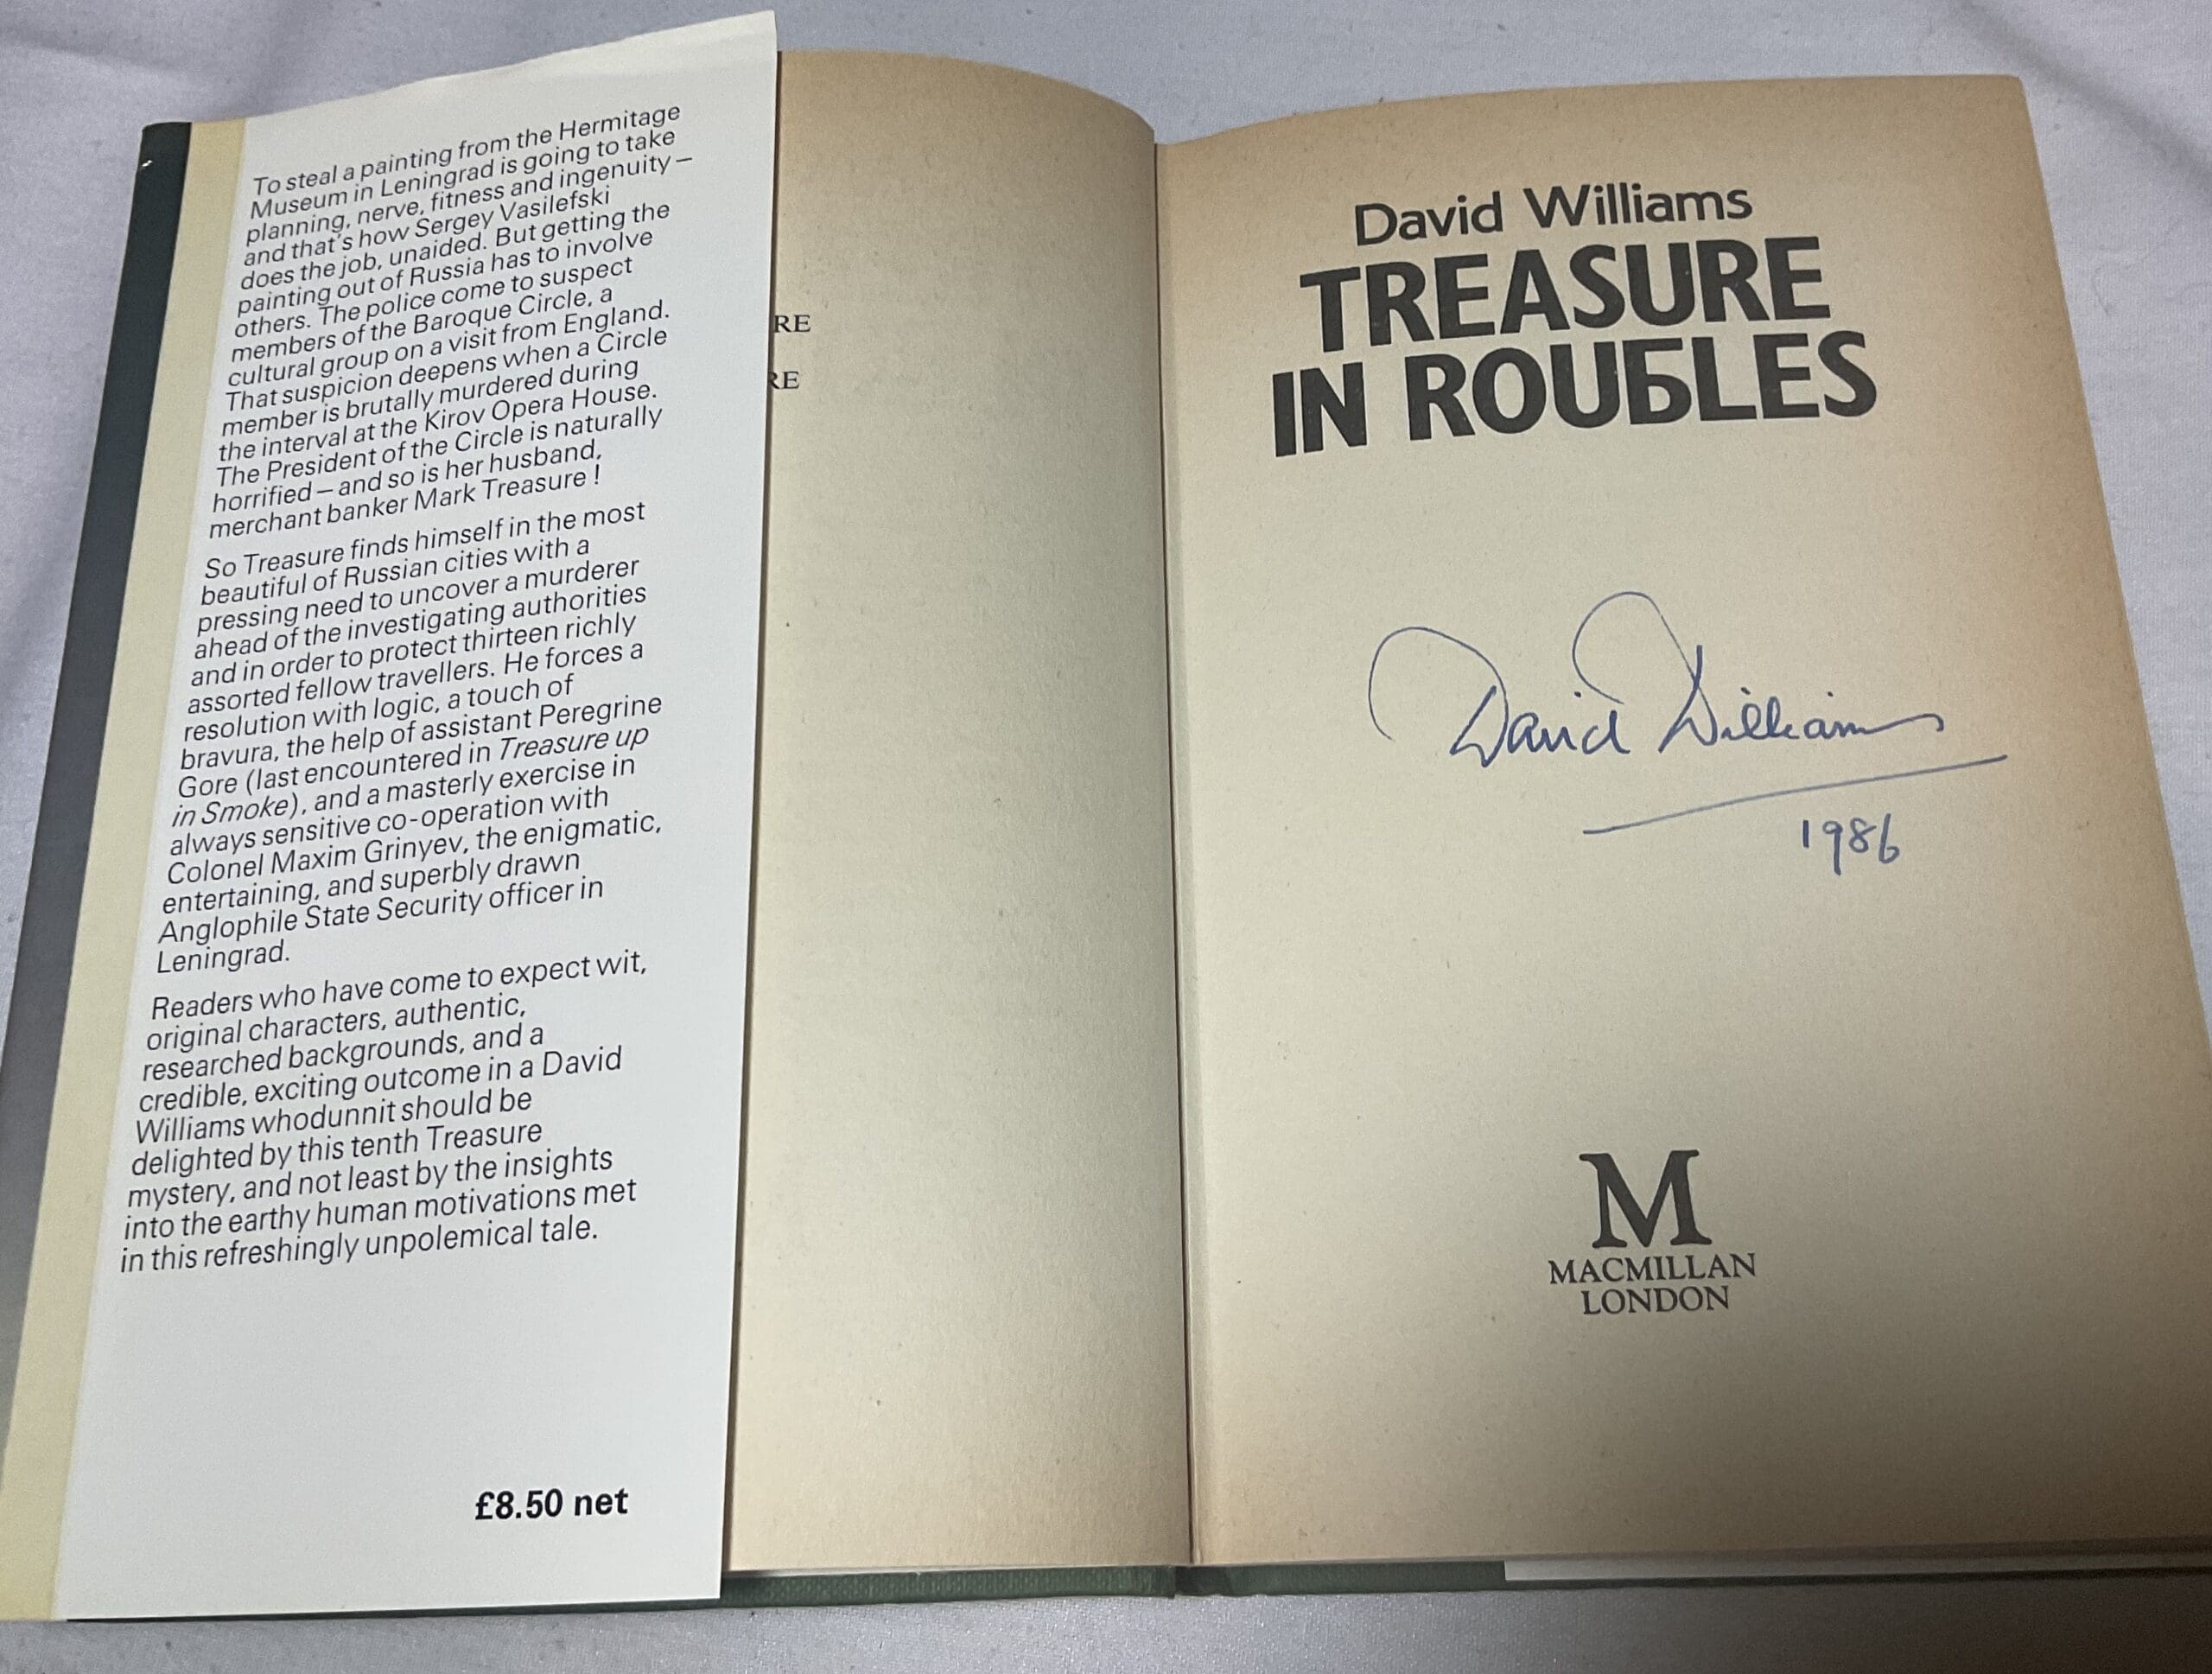 To steal a painting from the Hermitage
Museum in Leningrad is going to take
planning, nerve, fitness and ingenuity –
and that's how Sergey Vasilefski
does the job, unaided. But getting the
painting out of Russia has to involve
others. The police come to suspect
members of the Baroque Circle, a
cultural group on a visit from England.
That suspicion deepens when a Circle
member is brutally murdered during
the interval at the Kirov Opera House.
The President of the Circle is naturally
horrified – and so is her husband,
merchant banker Mark Treasure !
So Treasure finds himself in the most
beautiful of Russian cities with a
pressing need to uncover a murderer
ahead of the investigating authorities
and in order to protect thirteen richly
assorted fellow travellers. He forces a
resolution with logic, a touch of
bravura, the help of assistant Peregrine
Gore (last encountered in Treasure up
in Smoke), and a masterly exercise in
always sensitive co-operation with
Colonel Maxim Grinyev, the enigmatic,
entertaining, and superbly drawn
Anglophile State Security officer in
Leningrad.
Readers who have come to expect wit,
original characters, authentic,
researched backgrounds, and a
credible, exciting outcome in a David
Williams whodunnit should be
delighted by this tenth Treasure
mystery, and not least by the insights
into the earthy human motivations met
in this refreshingly unpolemical tale.
£8.50 net
RE
RE
David Williams
TREASURE
IN ROUБLES
David Williams
1986
M
MACMILLAN
LONDON